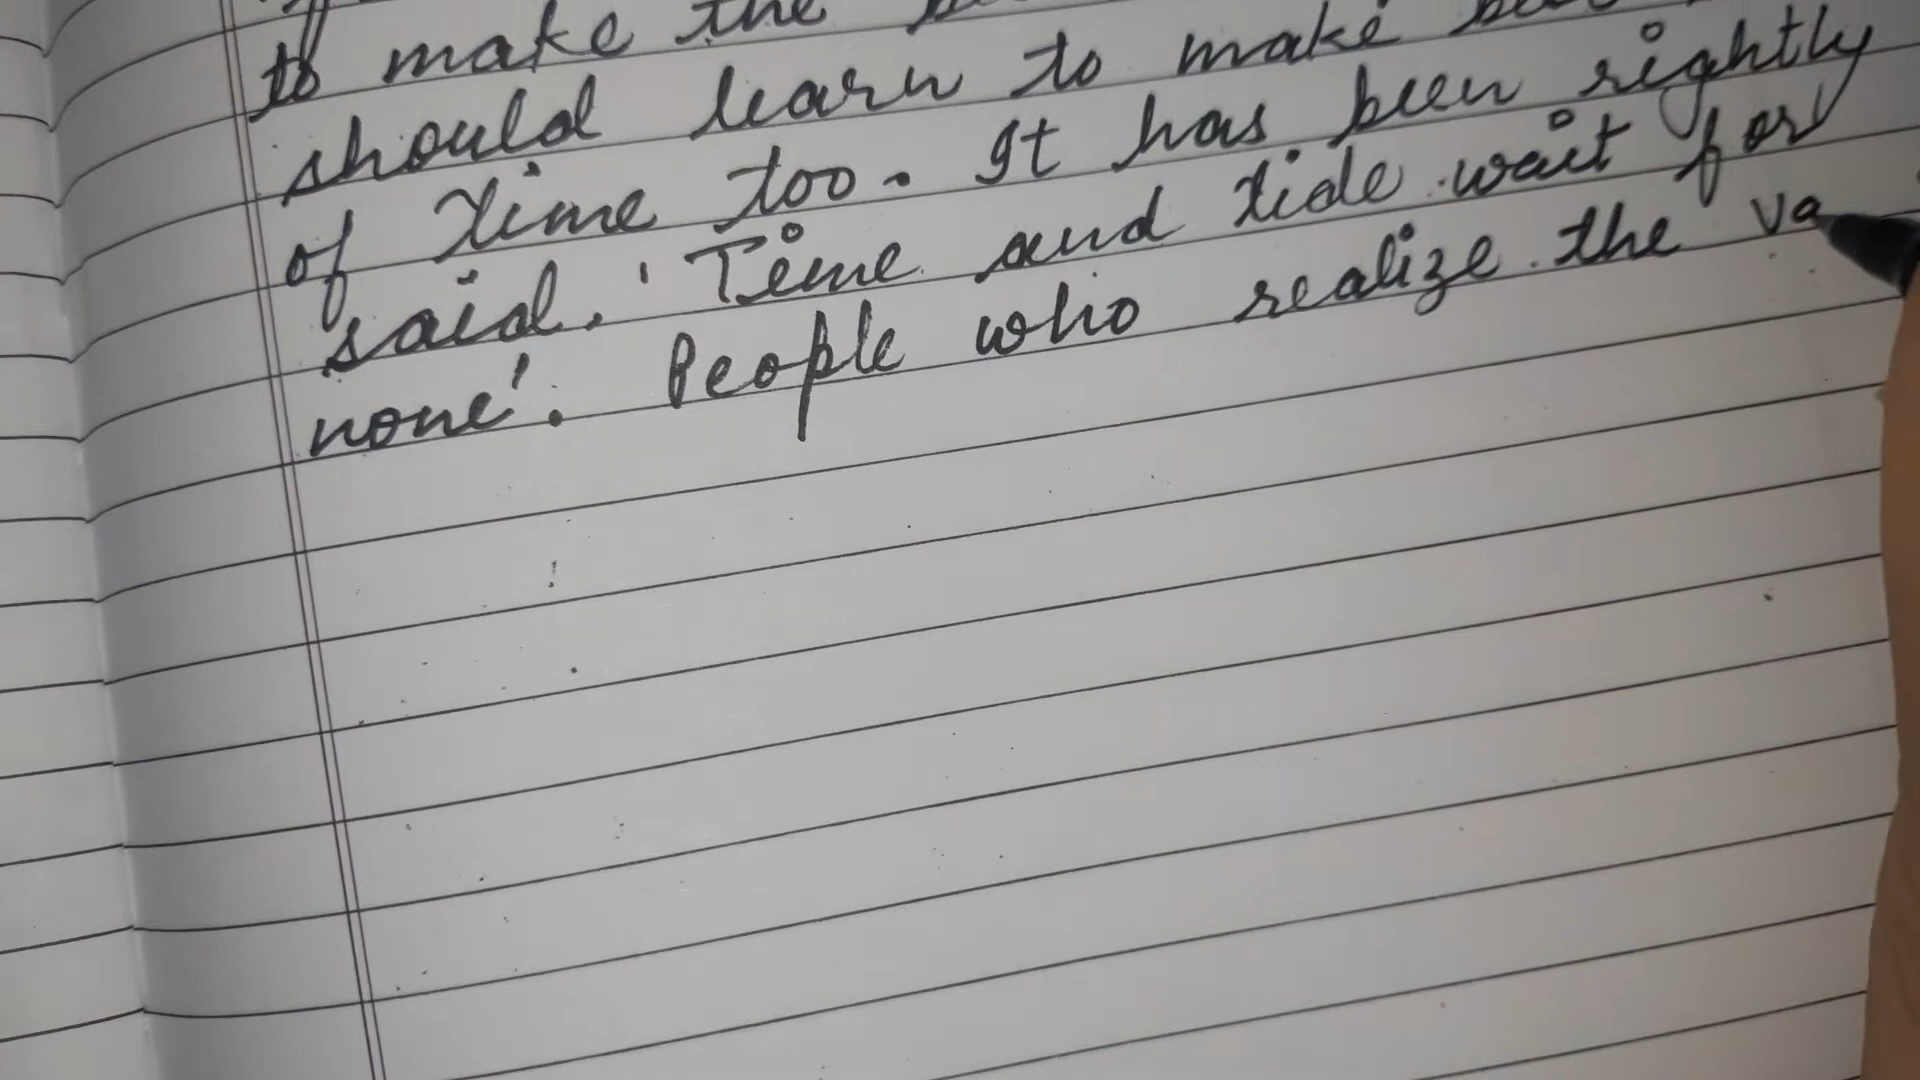 to make the
should learn to make
of time too. It has been rightly
said. 'Time and tide wait for
none'. People who realize the va